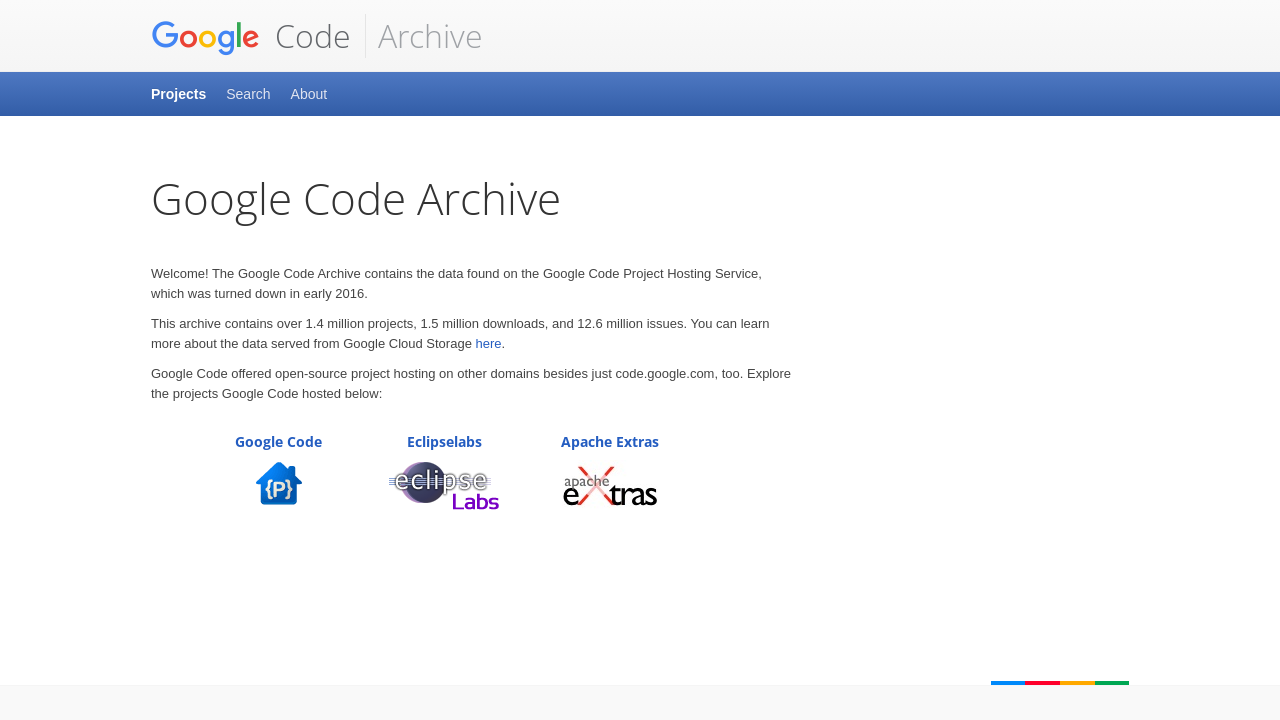 Google Code Archive
Projects Search About
Google Code Archive
Welcome! The Google Code Archive contains the data found on the Google Code Project Hosting Service,
which was turned down in early 2016.
This archive contains over 1.4 million projects, 1.5 million downloads, and 12.6 million issues. You can learn
more about the data served from Google Cloud Storage here.
Google Code offered open-source project hosting on other domains besides just code.google.com, too. Explore
the projects Google Code hosted below:
Google Code Eclipselabs Apache Extras
{P} eclipse Labs apache eXtras